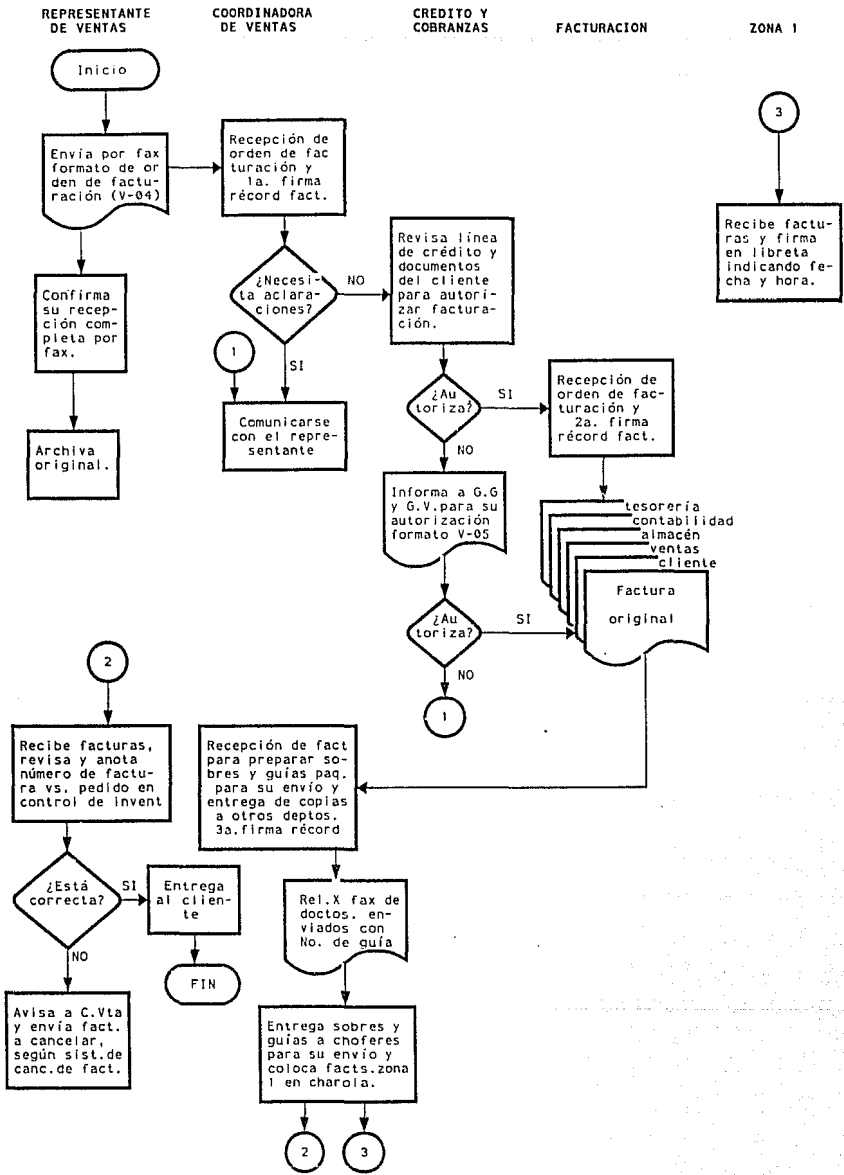 REPRESENTANTE
DE VENTAS
COORDINADORA
DE VENTAS
CREDITO Y
COBRANZAS
FACTURACION
ZONA 1
Inicio
Envía por fax
formato de or
den de factu-
ración (V-04)
Recepción de
orden de fac
turación y
1a. firma
récord fact.
3
Confirma
su recep-
ción com-
pleta por
fax.
¿Necesi-
ta aclara-
ciones?
NO
SI
Revisa línea
de crédito y
documentos
del cliente
para autori-
zar factura-
ción.
Recibe factu-
ras y firma
en libreta
indicando fe-
cha y hora.
1
Archiva
original.
Comunicarse
con el repre-
sentante
¿Au
toriza?
SI
NO
Recepción de
orden de fac-
turación y
2a. firma
récord fact.
Informa a G.G
y G.V.para su
autorización
formato V-05
tesorería
contabilidad
almacén
ventas
cliente
Factura
original
¿Au
toriza?
SI
NO
1
2
Recibe facturas,
revisa y anota
número de factu-
ra vs. pedido en
control de invent
Recepción de fact
para preparar so-
bres y guías paq.
para su envío y
entrega de copias
a otros deptos.
3a.firma récord
¿Está
correcta?
SI
NO
Entrega
al clien-
te
FIN
Rel.X fax de
doctos. en-
viados con
No. de guía
Avisa a C.Vta
y envía fact.
a cancelar,
según sist.de
canc.de fact.
Entrega sobres y
guías a choferes
para su envío y
coloca facts.zona
1 en charola.
2
3